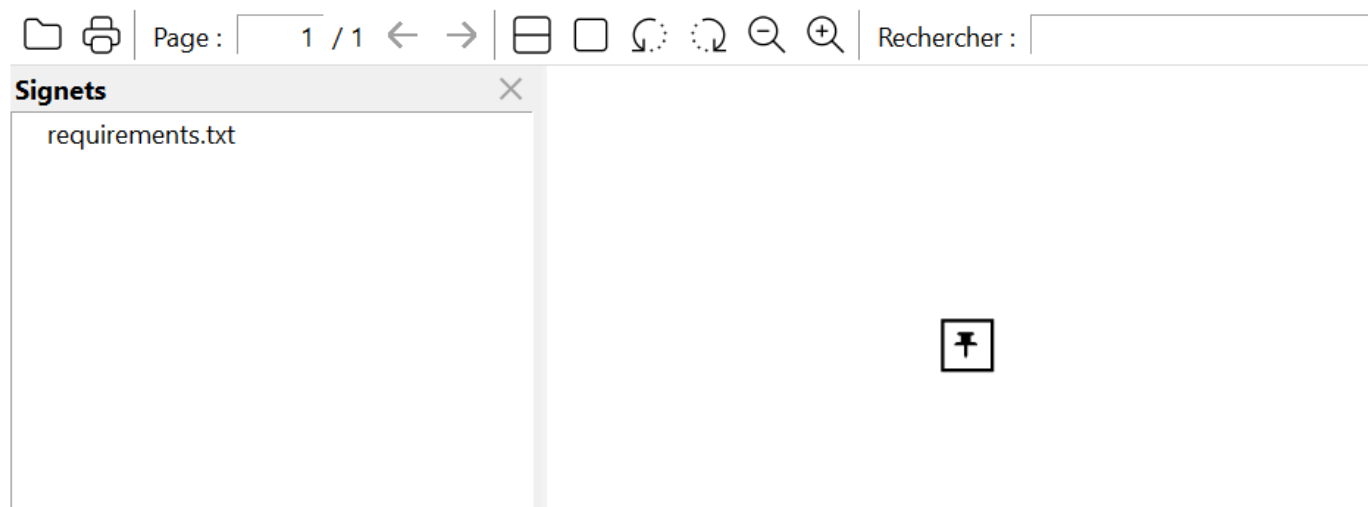 Page : 1 / 1 Rechercher :
Signets
requirements.txt